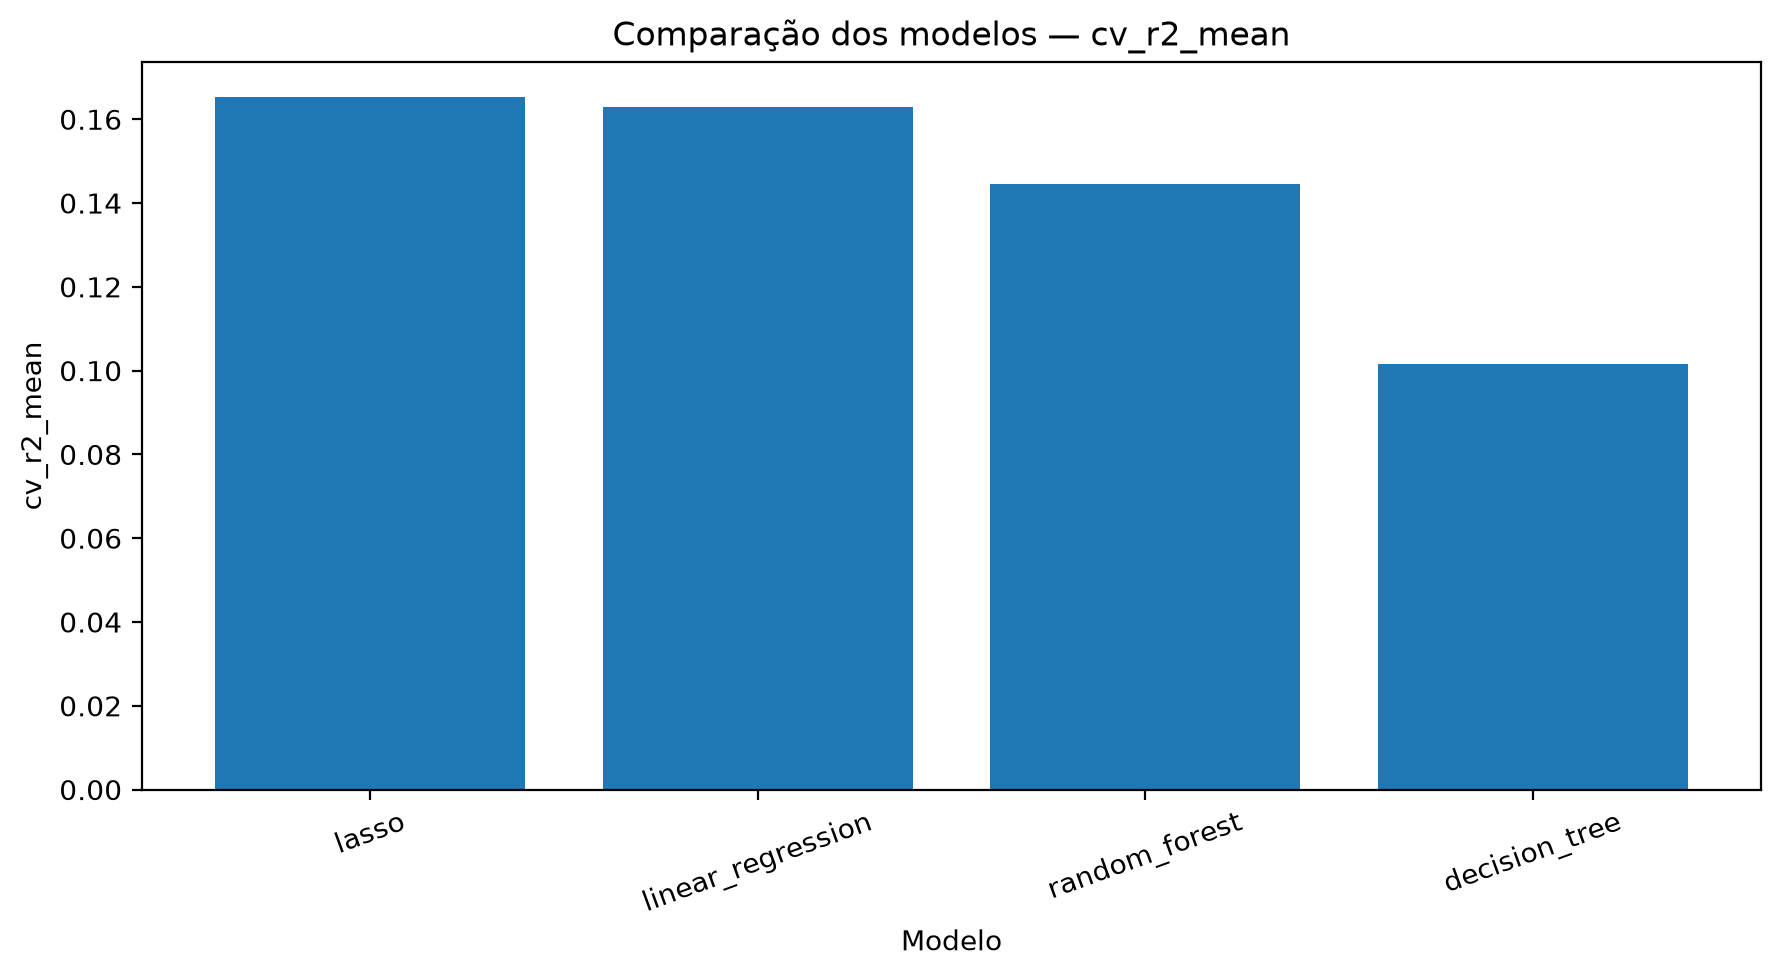 Comparação dos modelos — cv_r2_mean
cv_r2_mean
0.16
0.14
0.12
0.10
0.08
0.06
0.04
0.02
0.00
lasso
linear_regression
random_forest
decision_tree
Modelo